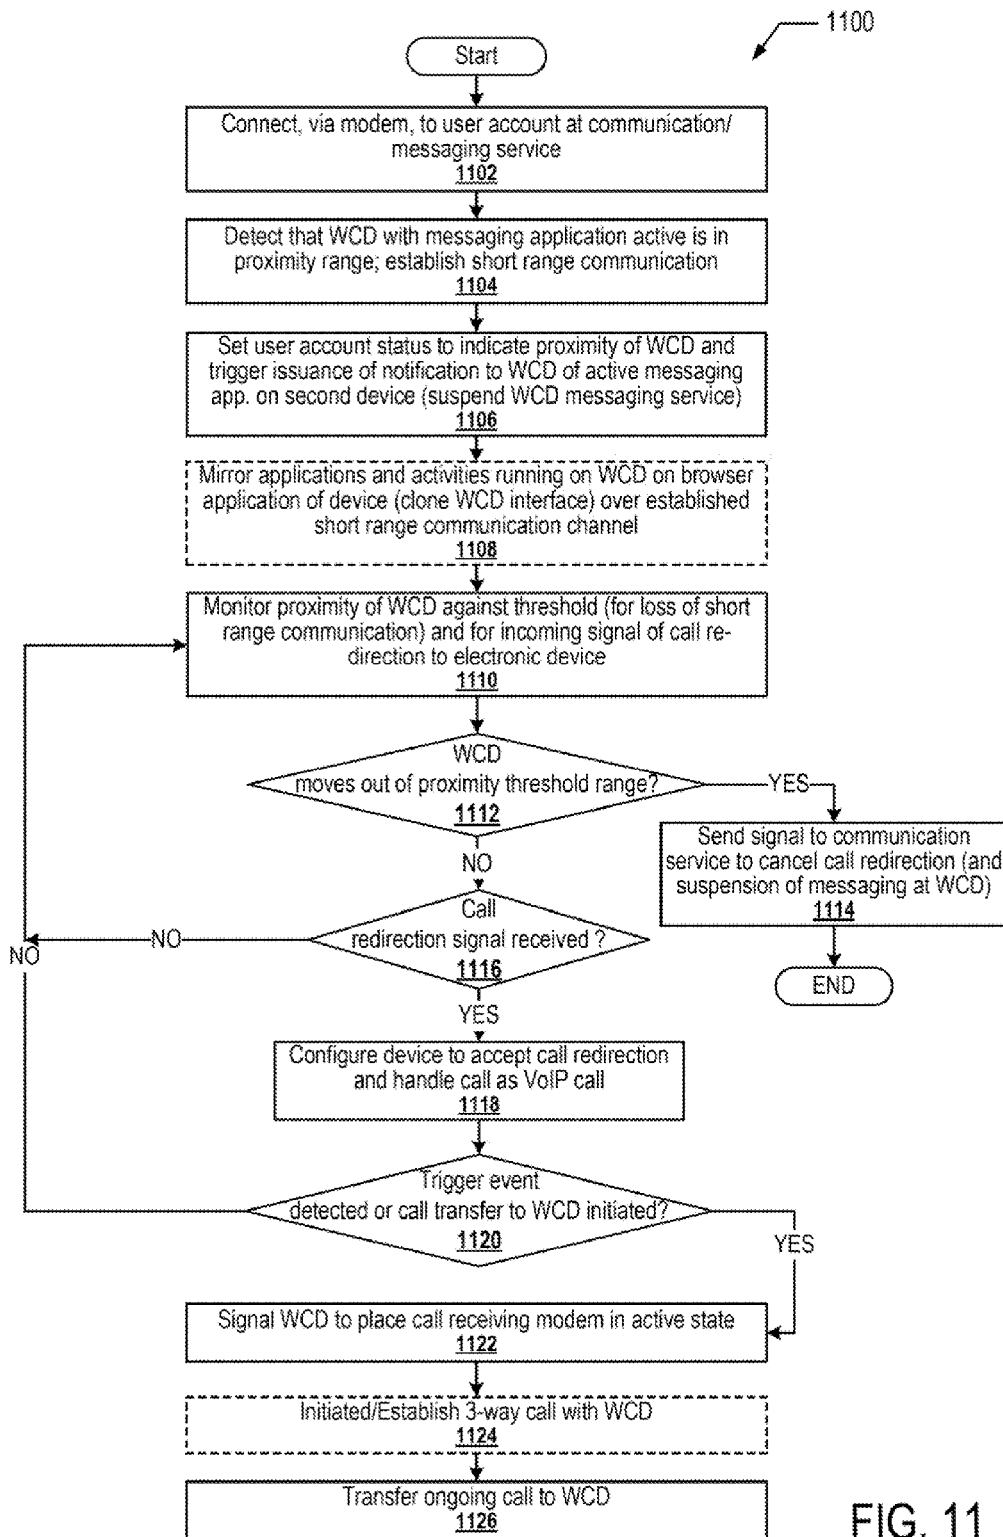 1100
Start
Connect, via modem, to user account at communication/
messaging service
1102
Detect that WCD with messaging application active is in
proximity range; establish short range communication
1104
Set user account status to indicate proximity of WCD and
trigger issuance of notification to WCD of active messaging
app. on second device (suspend WCD messaging service)
1106
Mirror applications and activities running on WCD on browser
application of device (clone WCD interface) over established
short range communication channel
1108
Monitor proximity of WCD against threshold (for loss of short
range communication) and for incoming signal of call re-
direction to electronic device
1110
WCD
moves out of proximity threshold range?
1112
YES
NO
Send signal to communication
service to cancel call redirection (and
suspension of messaging at WCD)
1114
END
Call
redirection signal received ?
1116
NO
NO
YES
Configure device to accept call redirection
and handle call as VoIP call
1118
Trigger event
detected or call transfer to WCD initiated?
1120
YES
Signal WCD to place call receiving modem in active state
1122
Initiated/Establish 3-way call with WCD
1124
Transfer ongoing call to WCD
1126
FIG. 11